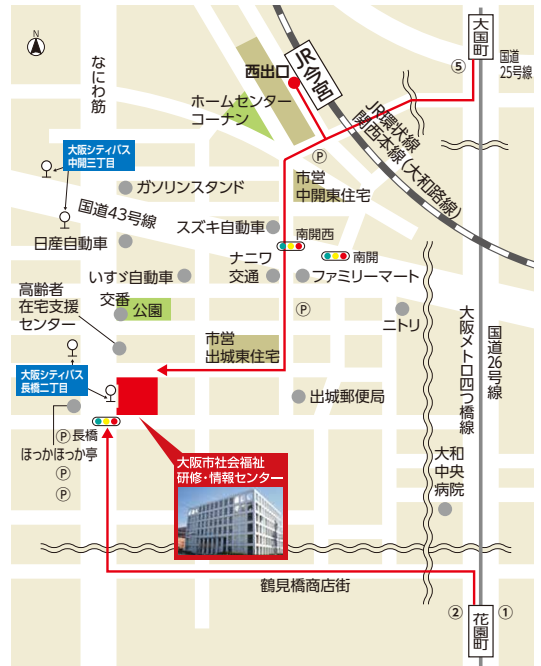 N
なにわ筋
大国町
国道
25号線
⑤
JR今宮
西出口
ホームセンター
コーナン
JR環状線
関西本線(大和路線)
大阪シティバス
中開三丁目
Ⓟ
ガソリンスタンド
市営
中開東住宅
国道43号線
スズキ自動車
南開西
日産自動車
ナニワ
交通
南開
いすゞ自動車
ファミリーマート
高齢者
在宅支援
センター
交番
公園
Ⓟ
ニトリ
大阪メトロ四つ橋線
国道26号線
市営
出城東住宅
大阪シティバス
長橋二丁目
出城郵便局
Ⓟ
長橋
ほっかほっか亭
Ⓟ
Ⓟ
大阪市社会福祉
研修・情報センター
大和
中央
病院
鶴見橋商店街
②
①
花園町